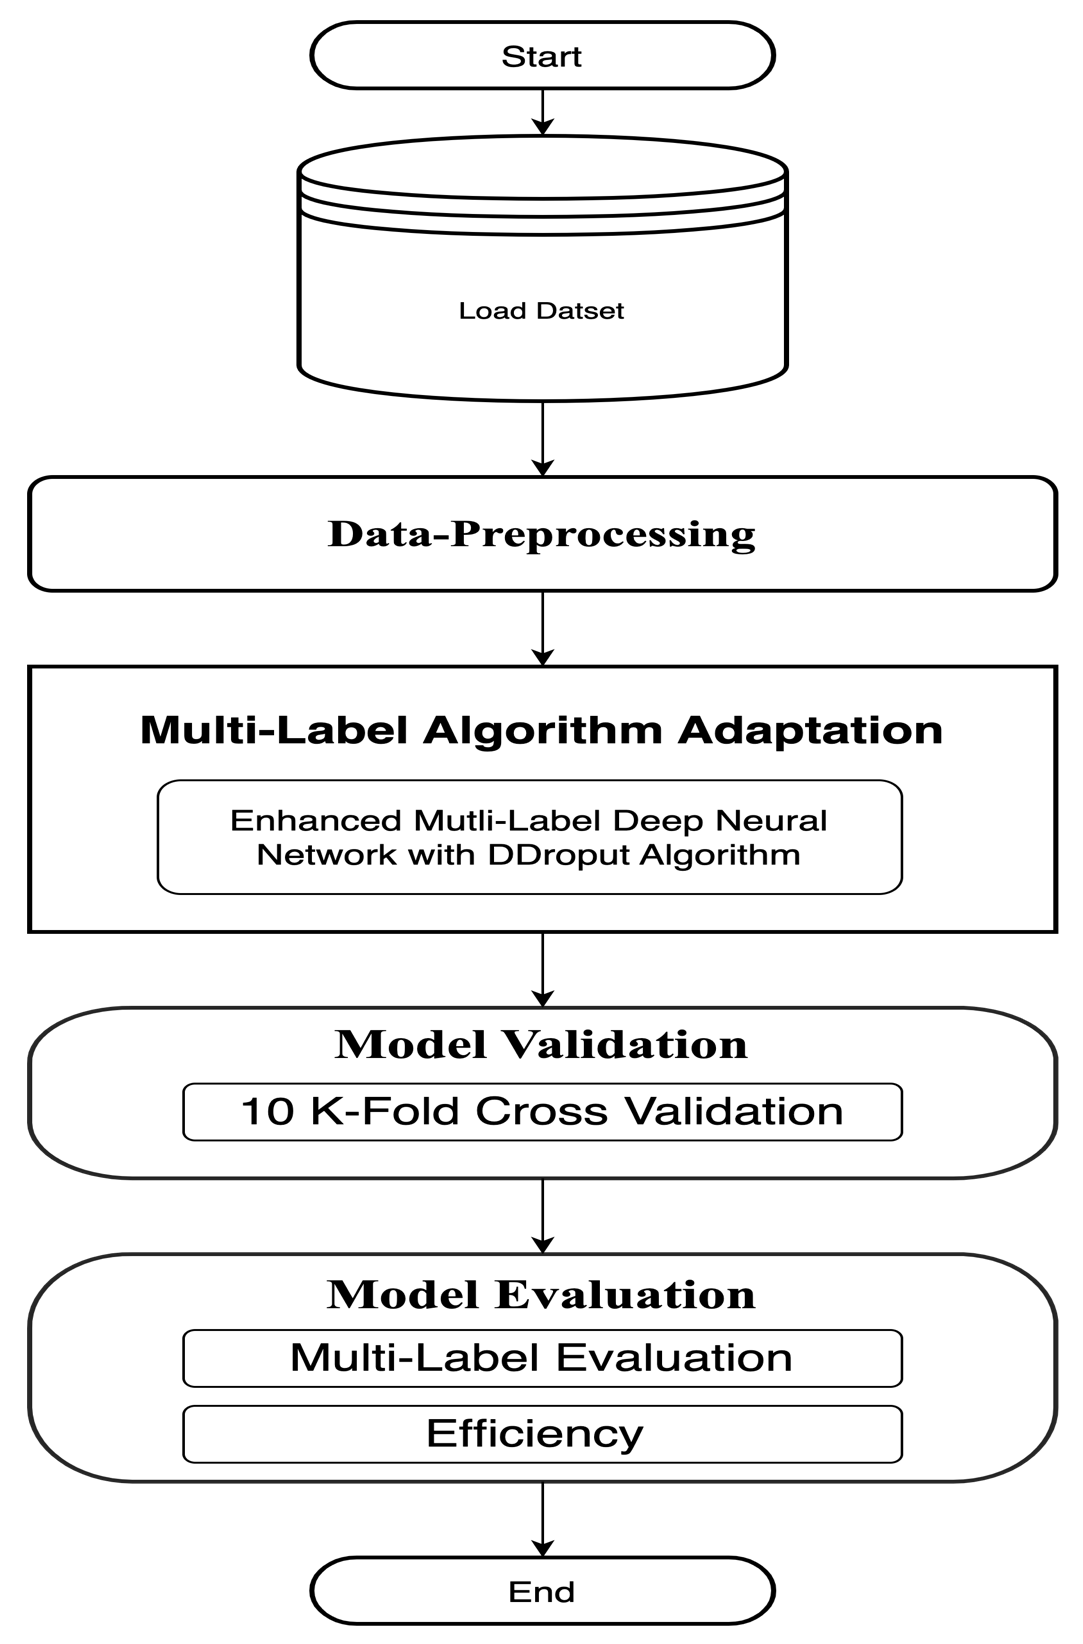 Start
Load Datset
Data-Preprocessing
Multi-Label Algorithm Adaptation
Enhanced Mutli-Label Deep Neural
Network with DDroput Algorithm
Model Validation
10 K-Fold Cross Validation
Model Evaluation
Multi-Label Evaluation
Efficiency
End